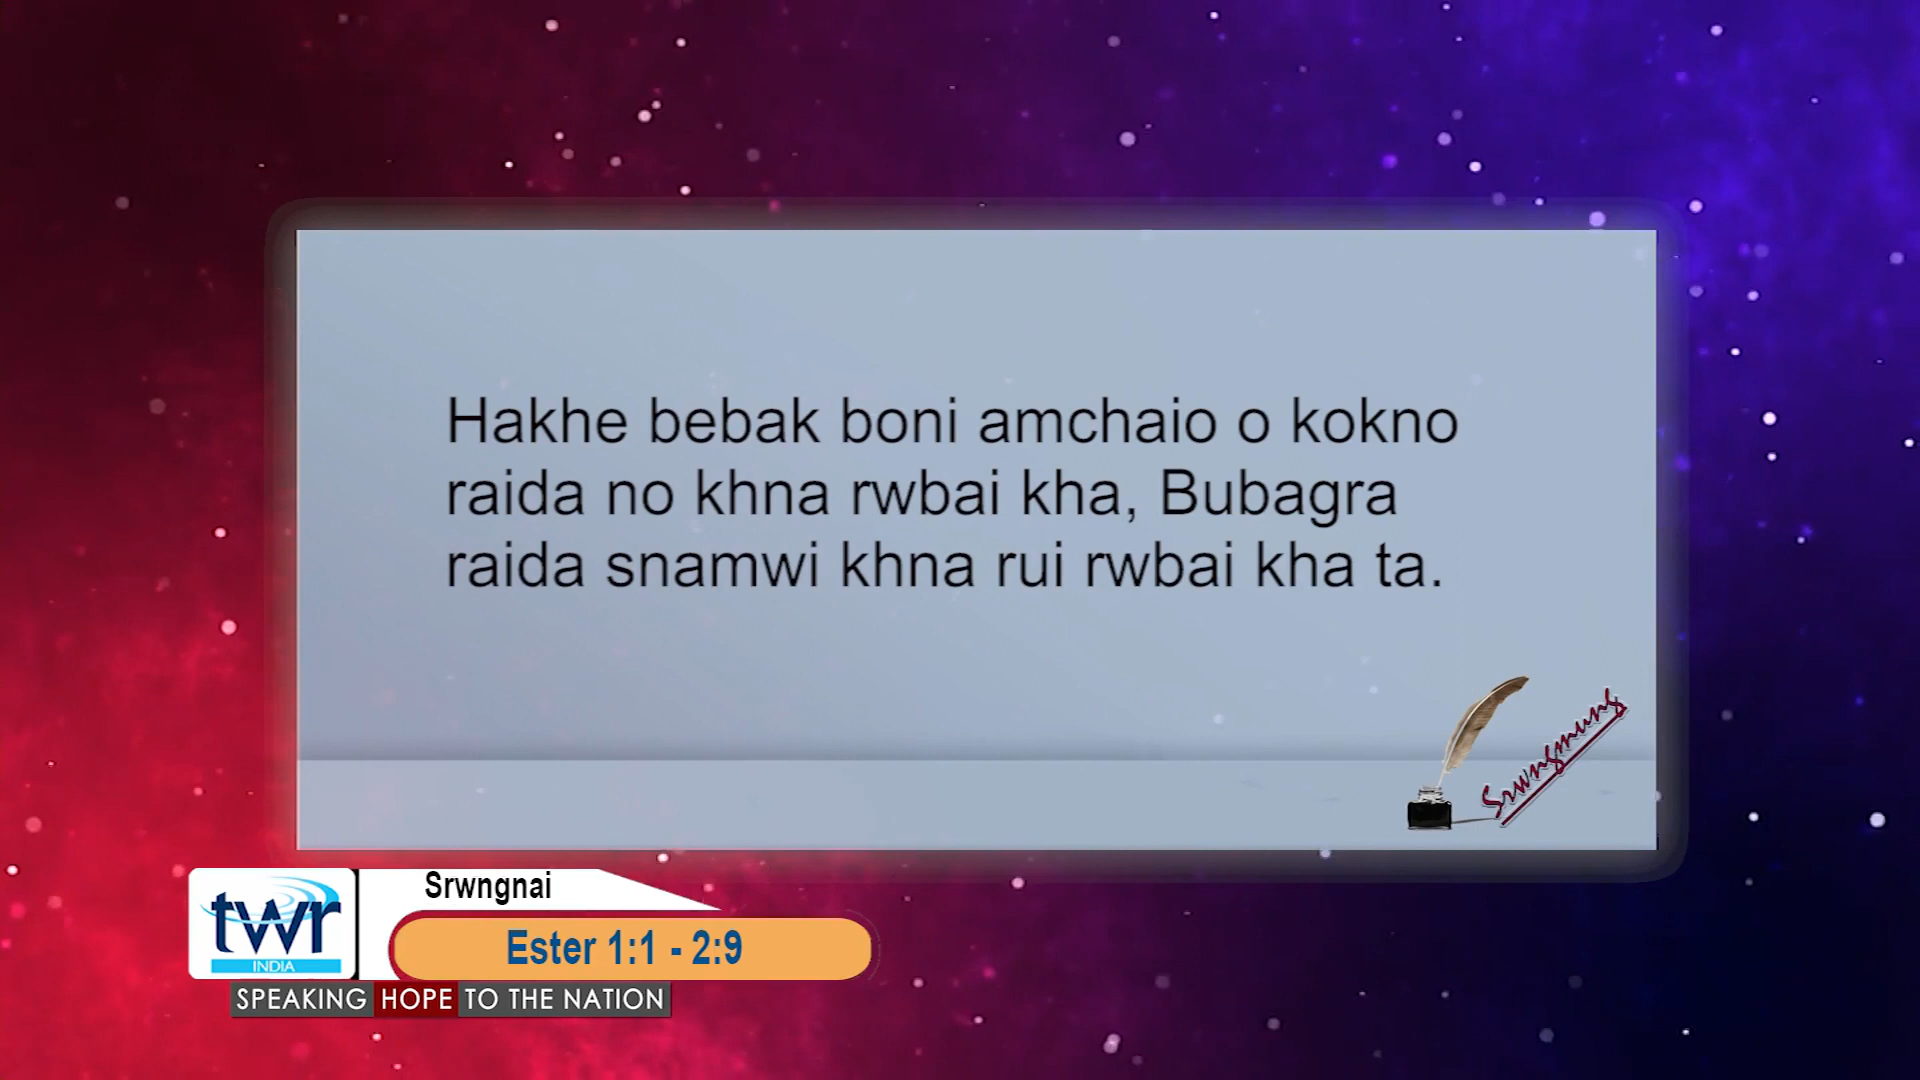 Hakhe bebak boni amchaio o kokno
raida no khna rwbai kha, Bubagra
raida snamwi khna rui rwbai kha ta.
Srwngmung
twr
INDIA
Srwngnai
Ester 1:1 - 2:9
SPEAKING HOPE TO THE NATION